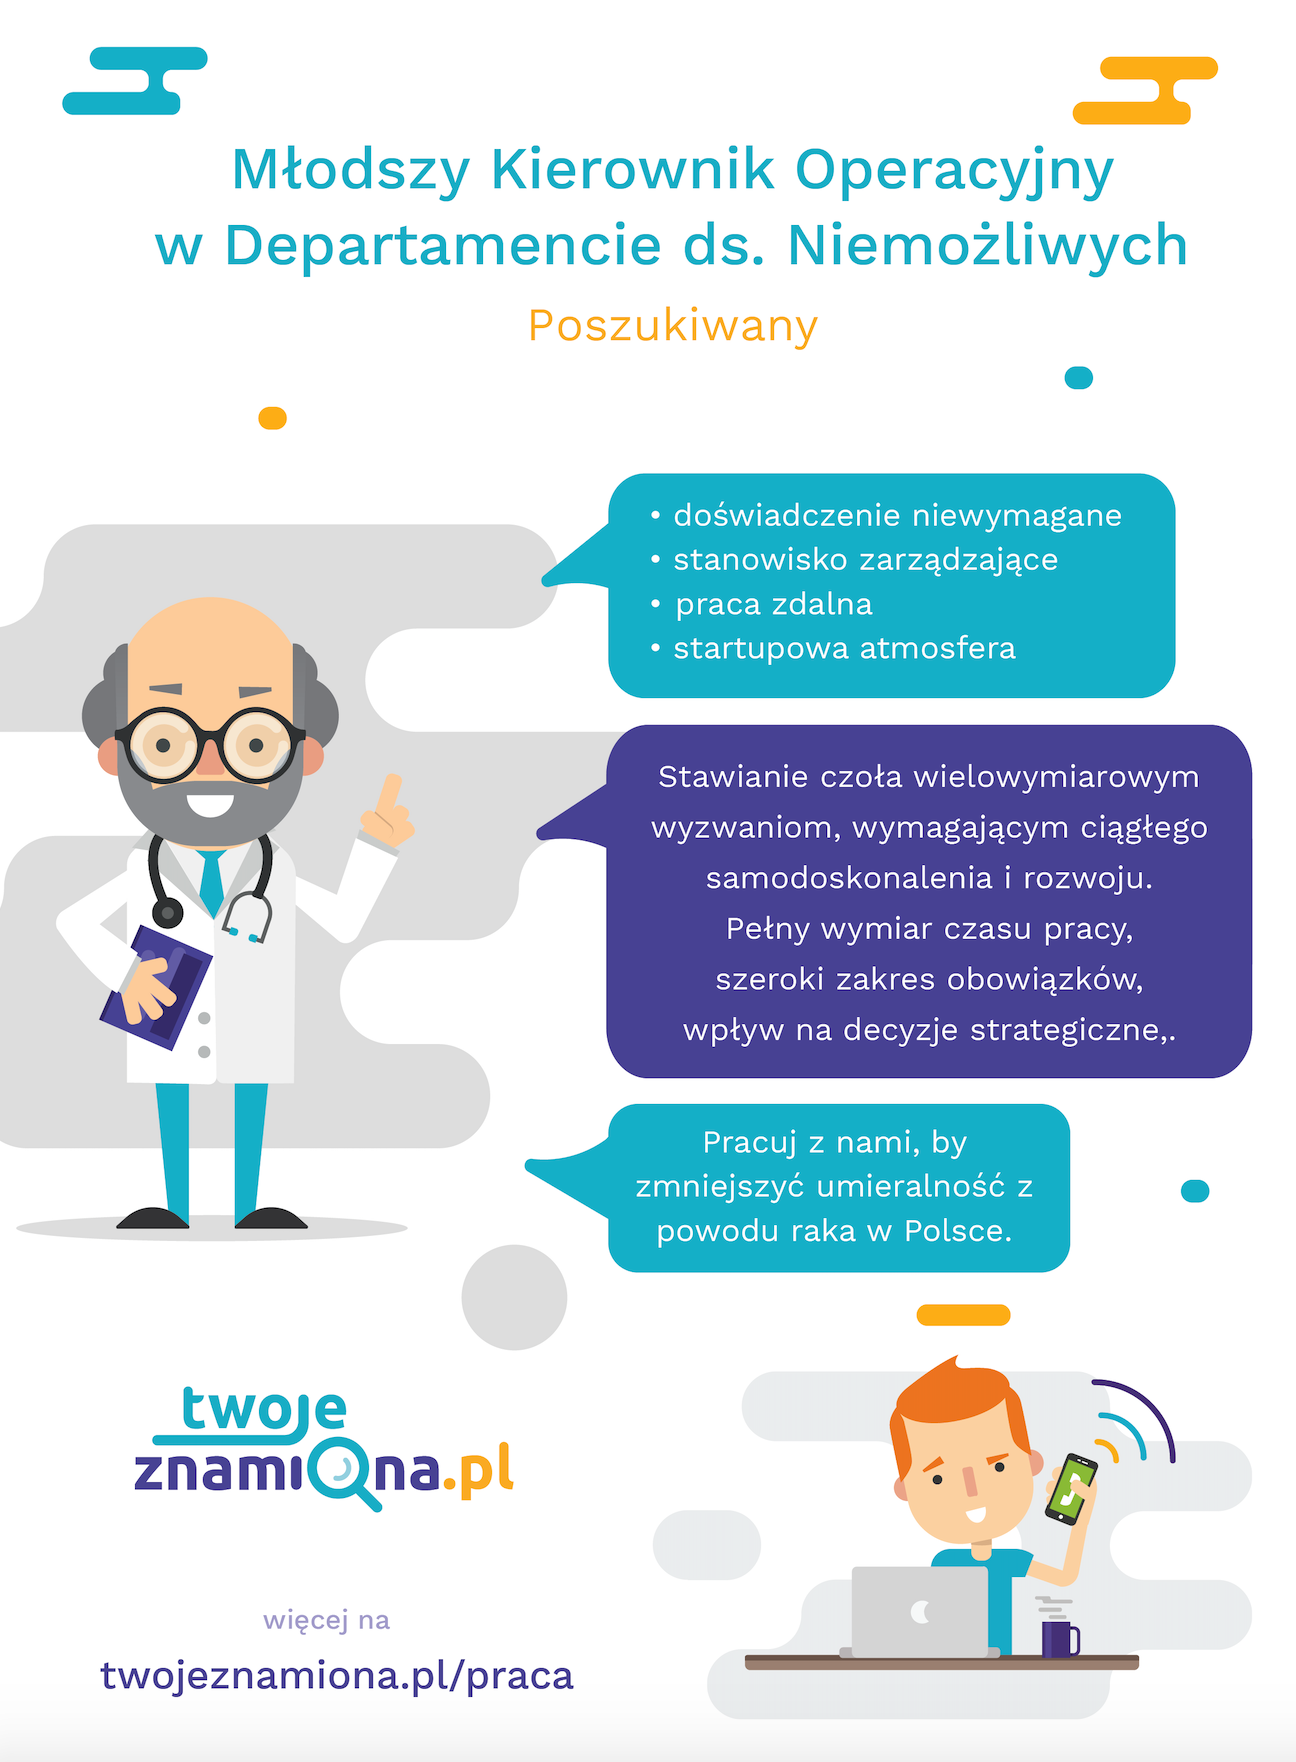 Młodszy Kierownik Operacyjny
w Departamencie ds. Niemożliwych
Poszukiwany
• doświadczenie niewymagane
• stanowisko zarządzające
• praca zdalna
• startupowa atmosfera
Stawianie czoła wielowymiarowym
wyzwaniom, wymagającym ciągłego
samodoskonalenia i rozwoju.
Pełny wymiar czasu pracy,
szeroki zakres obowiązków,
wpływ na decyzje strategiczne,.
Pracuj z nami, by
zmniejszyć umieralność z
powodu raka w Polsce.
twoje
znamiona.pl
więcej na
twojeznamiona.pl/praca